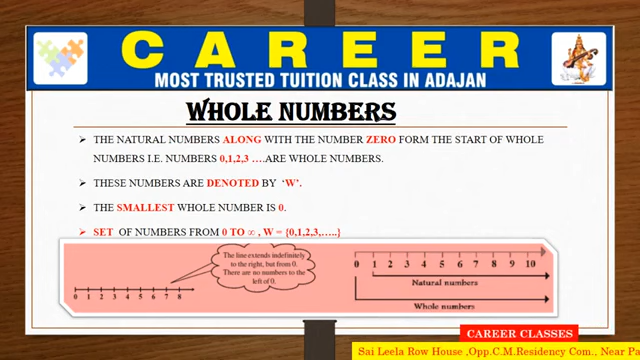 CAREER
MOST TRUSTED TUITION CLASS IN ADAJAN
WHOLE NUMBERS
➢ THE NATURAL NUMBERS ALONG WITH THE NUMBER ZERO FORM THE START OF WHOLE
NUMBERS I.E. NUMBERS 0,1,2,3 ….ARE WHOLE NUMBERS.
➢ THESE NUMBERS ARE DENOTED BY ‘W’.
➢ THE SMALLEST WHOLE NUMBER IS 0.
➢ SET OF NUMBERS FROM 0 TO ∞ , W = {0,1,2,3,…..}
The line extends indefinitely
to the right, but from 0.
There are no numbers to the
left of 0.
0 1 2 3 4 5 6 7 8
0 1 2 3 4 5 6 7 8 9 10
Natural numbers
Whole numbers
CAREER CLASSES
Sai Leela Row House ,Opp.C.M.Residency Com., Near Pa